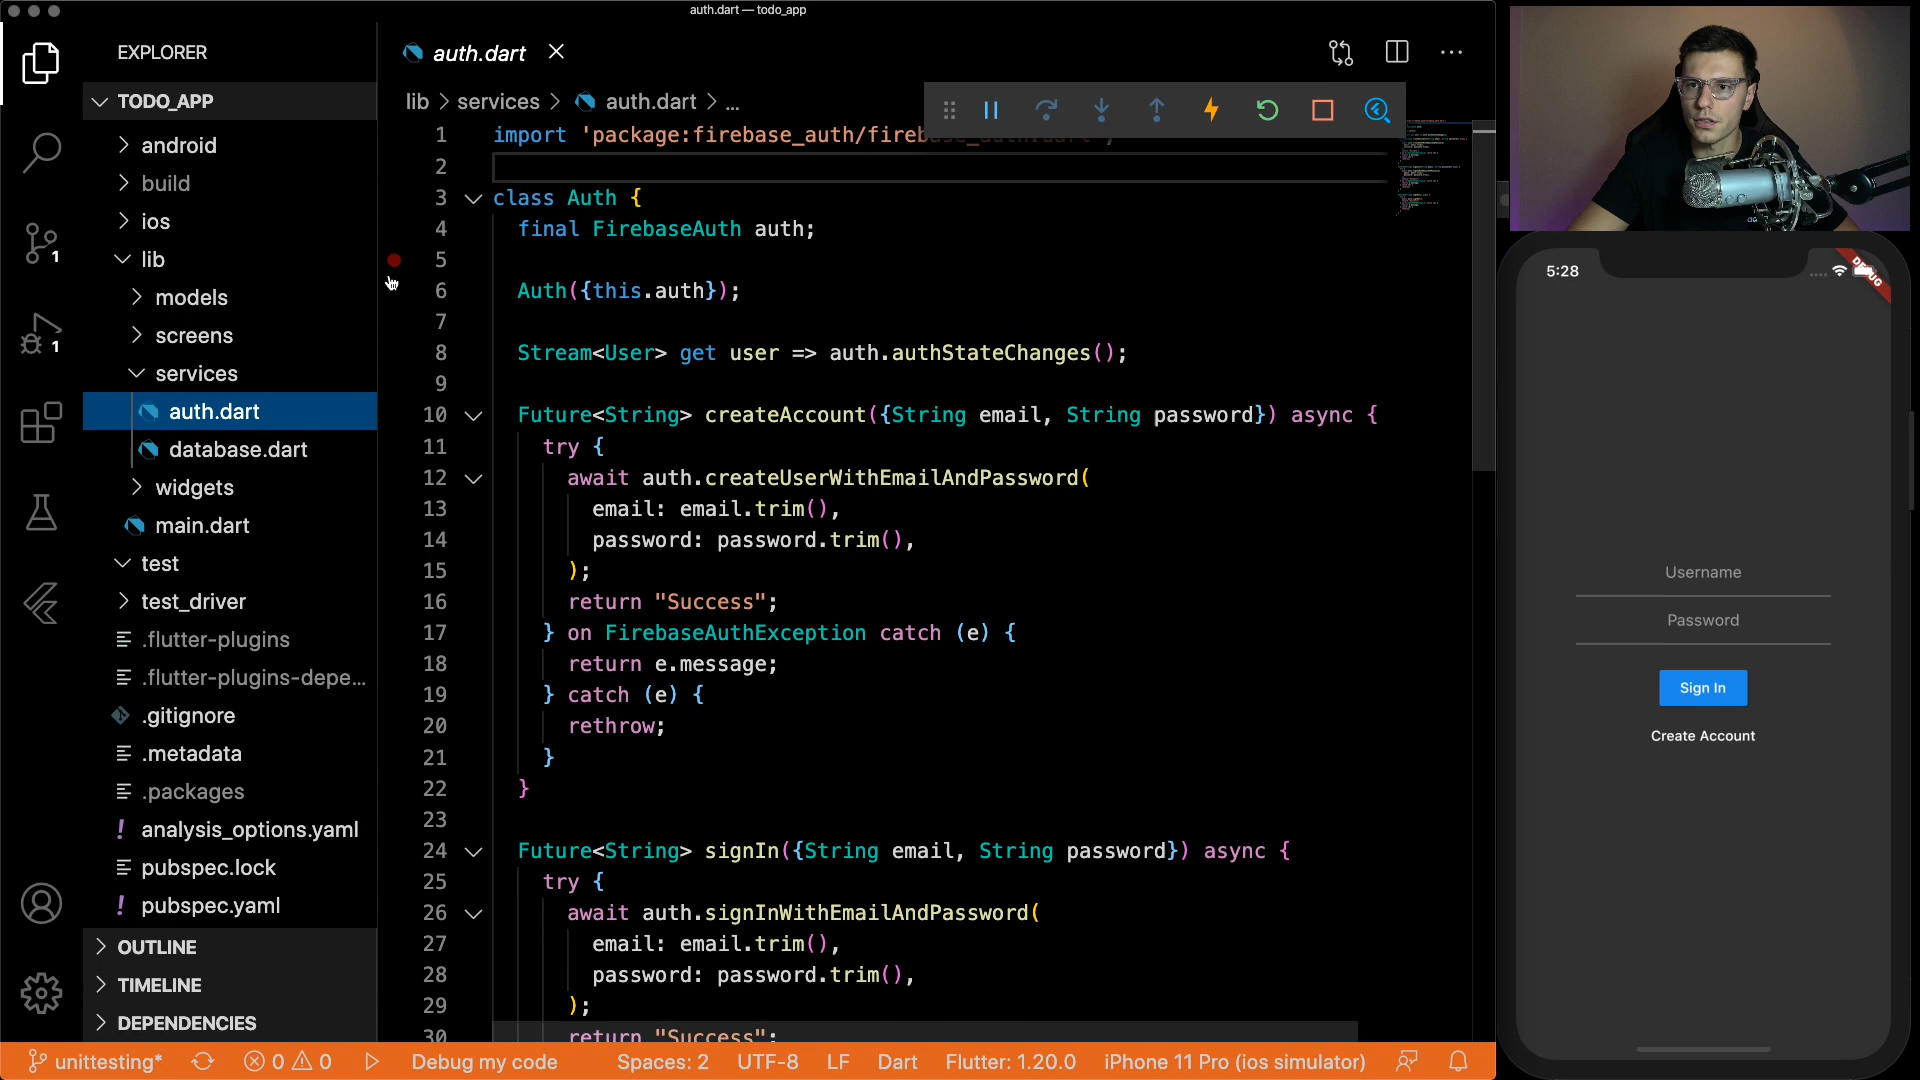 auth.dart — todo_app
EXPLORER
TODO_APP
android
build
ios
lib
models
screens
services
auth.dart
database.dart
widgets
main.dart
test
test_driver
.flutter-plugins
.flutter-plugins-depe...
.gitignore
.metadata
.packages
analysis_options.yaml
pubspec.lock
pubspec.yaml
OUTLINE
TIMELINE
DEPENDENCIES
1
1
auth.dart
lib > services > auth.dart > ...
1 import 'package:firebase_auth/fireb
2
3 class Auth {
4 final FirebaseAuth auth;
5
6 Auth({this.auth});
7
8 Stream<User> get user => auth.authStateChanges();
9
10 Future<String> createAccount({String email, String password}) async {
11 try {
12 await auth.createUserWithEmailAndPassword(
13 email: email.trim(),
14 password: password.trim(),
15 );
16 return "Success";
17 } on FirebaseAuthException catch (e) {
18 return e.message;
19 } catch (e) {
20 rethrow;
21 }
22 }
23
24 Future<String> signIn({String email, String password}) async {
25 try {
26 await auth.signInWithEmailAndPassword(
27 email: email.trim(),
28 password: password.trim(),
29 );
30 return "Success";
unittesting* 0 0 Debug my code Spaces: 2 UTF-8 LF Dart Flutter: 1.20.0 iPhone 11 Pro (ios simulator)
5:28
DEBUG
Username
Password
Sign In
Create Account